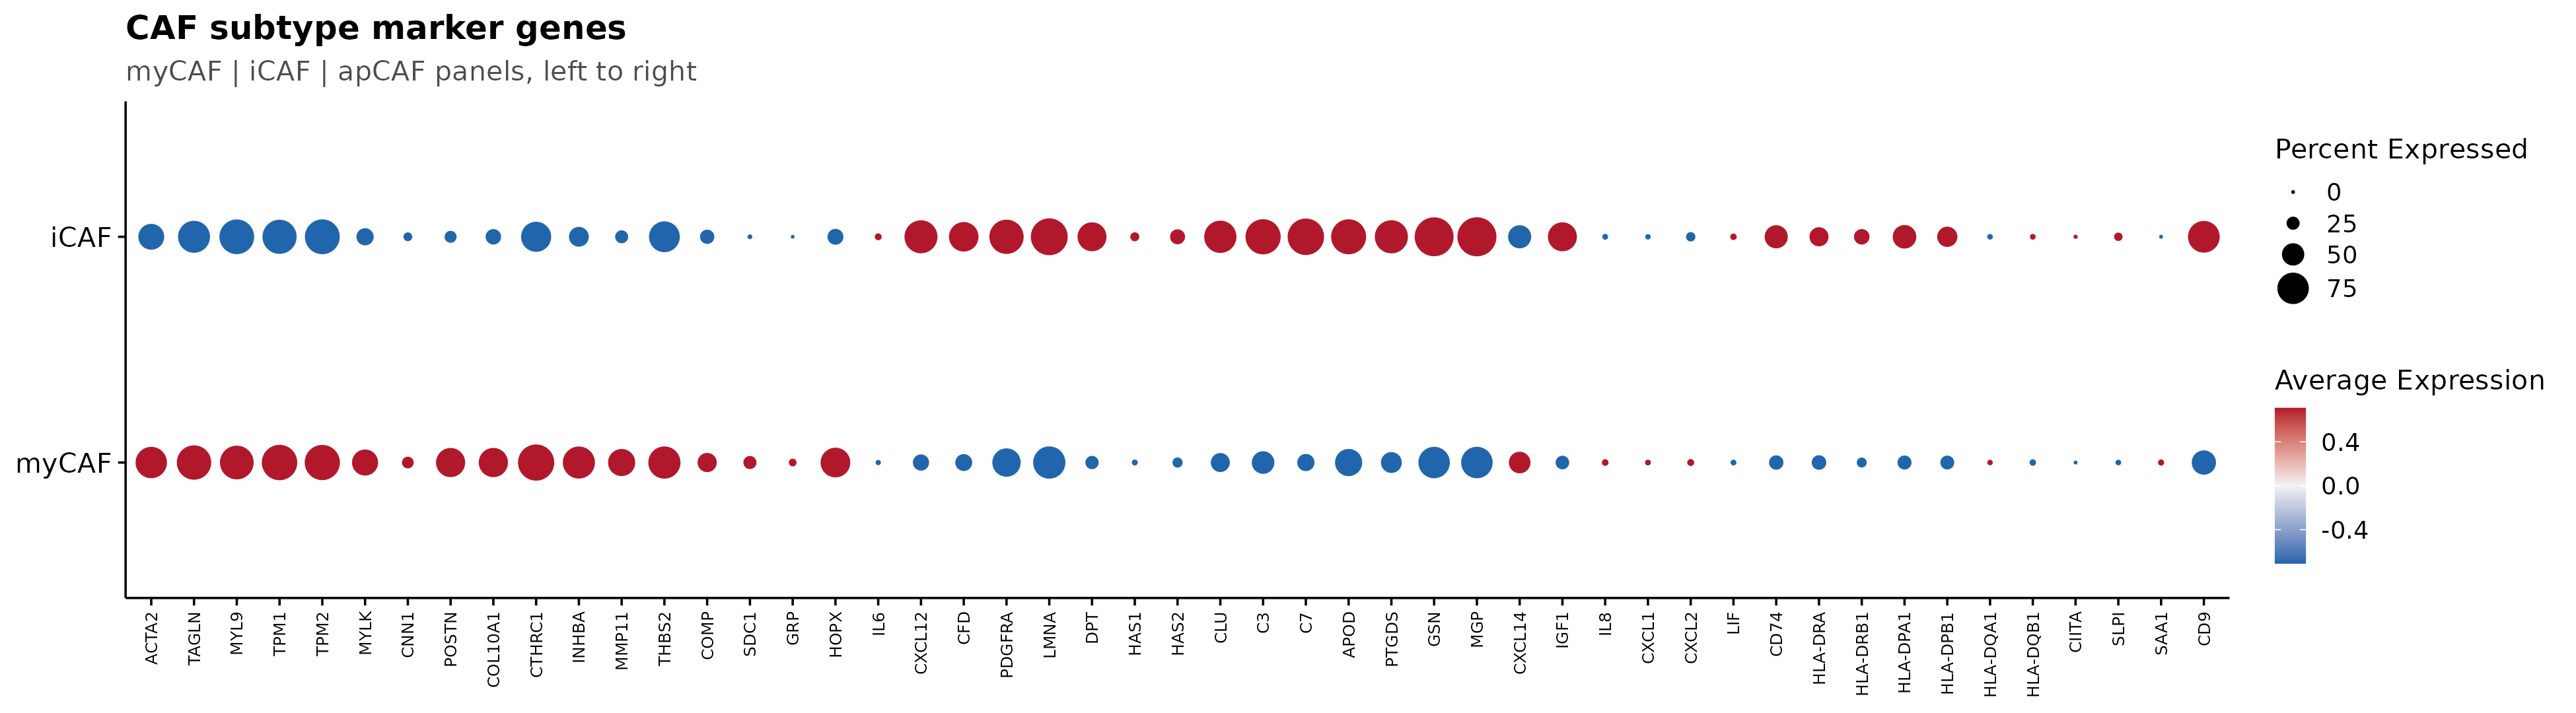 CAF subtype marker genes
myCAF | iCAF | apCAF panels, left to right
iCAF
myCAF
ACTA2
TAGLN
MYL9
TPM1
TPM2
MYLK
CNN1
POSTN
COL10A1
CTHRC1
INHBA
MMP11
THBS2
COMP
SDC1
GRP
HOPX
IL6
CXCL12
CFD
PDGFRA
LMNA
DPT
HAS1
HAS2
CLU
C3
C7
APOD
PTGDS
GSN
MGP
CXCL14
IGF1
IL8
CXCL1
CXCL2
LIF
CD74
HLA-DRA
HLA-DRB1
HLA-DPA1
HLA-DPB1
HLA-DQA1
HLA-DQB1
CIITA
SLPI
SAA1
CD9
Percent Expressed
0
25
50
75
Average Expression
0.4
0.0
-0.4